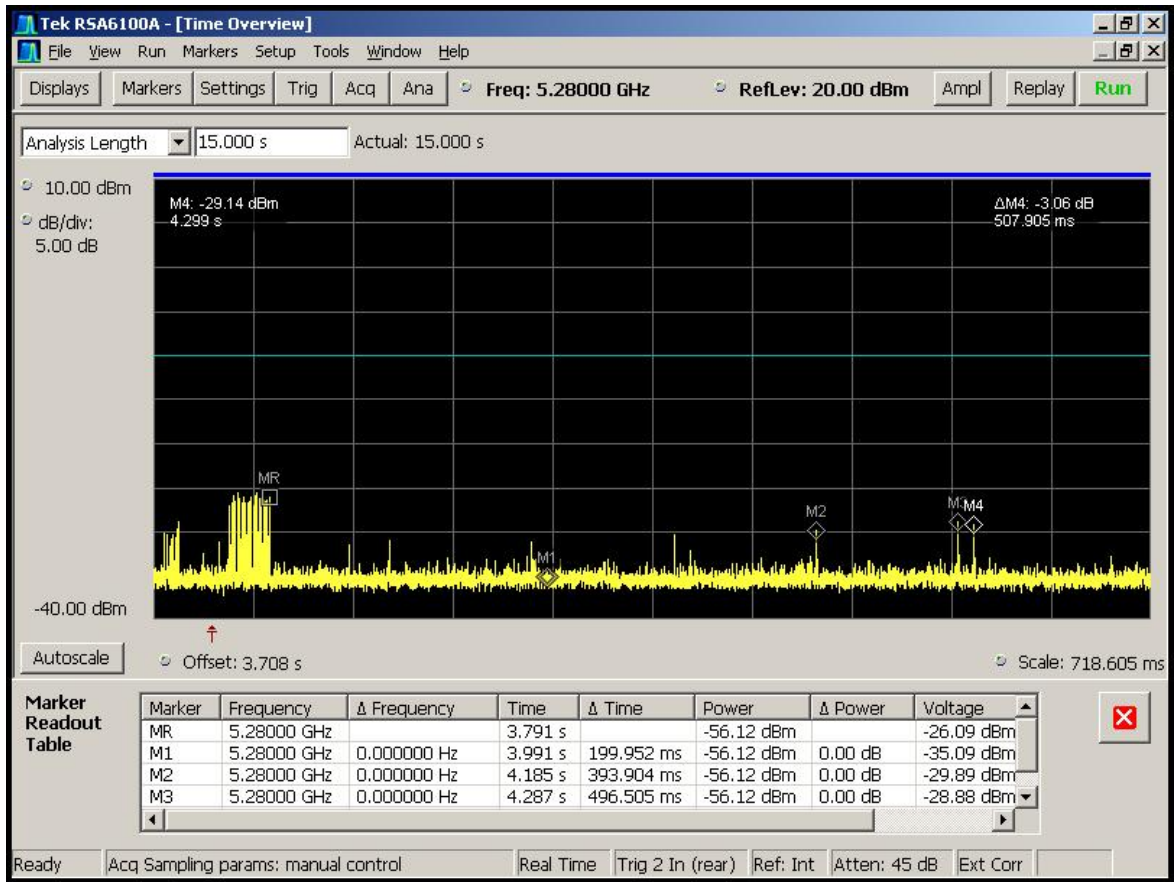 Tek RSA6100A - [Time Overview]
File View Run Markers Setup Tools Window Help
Displays Markers Settings Trig Acq Ana Freq: 5.28000 GHz RefLev: 20.00 dBm Ampl Replay Run
Analysis Length 15.000 s Actual: 15.000 s
10.00 dBm
dB/div:
5.00 dB
M4: -29.14 dBm
4.299 s
ΔM4: -3.06 dB
507.905 ms
MR
M1
M2
M3
M4
-40.00 dBm
Autoscale
Offset: 3.708 s
Scale: 718.605 ms
Marker
Readout
Table
Marker Frequency Δ Frequency Time Δ Time Power Δ Power Voltage
MR 5.28000 GHz 3.791 s -56.12 dBm -26.09 dBm
M1 5.28000 GHz 0.000000 Hz 3.991 s 199.952 ms -56.12 dBm 0.00 dB -35.09 dBm
M2 5.28000 GHz 0.000000 Hz 4.185 s 393.904 ms -56.12 dBm 0.00 dB -29.89 dBm
M3 5.28000 GHz 0.000000 Hz 4.287 s 496.505 ms -56.12 dBm 0.00 dB -28.88 dBm
Ready Acq Sampling params: manual control Real Time Trig 2 In (rear) Ref: Int Atten: 45 dB Ext Corr